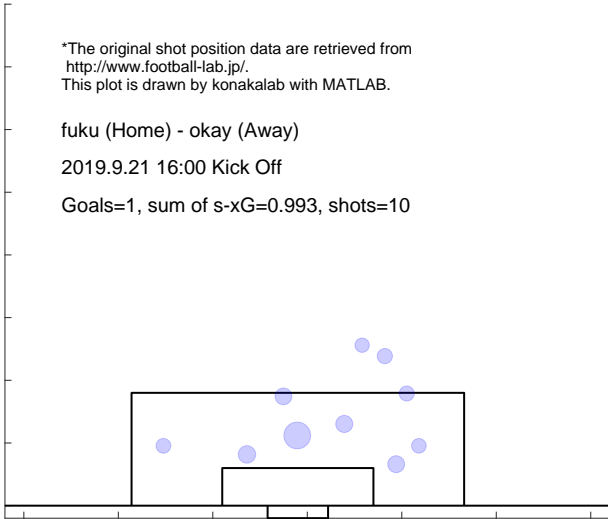 *The original shot position data are retrieved from
http://www.football-lab.jp/.
This plot is drawn by konakalab with MATLAB.
fuku (Home) - okay (Away)
2019.9.21 16:00 Kick Off
Goals=1, sum of s-xG=0.993, shots=10